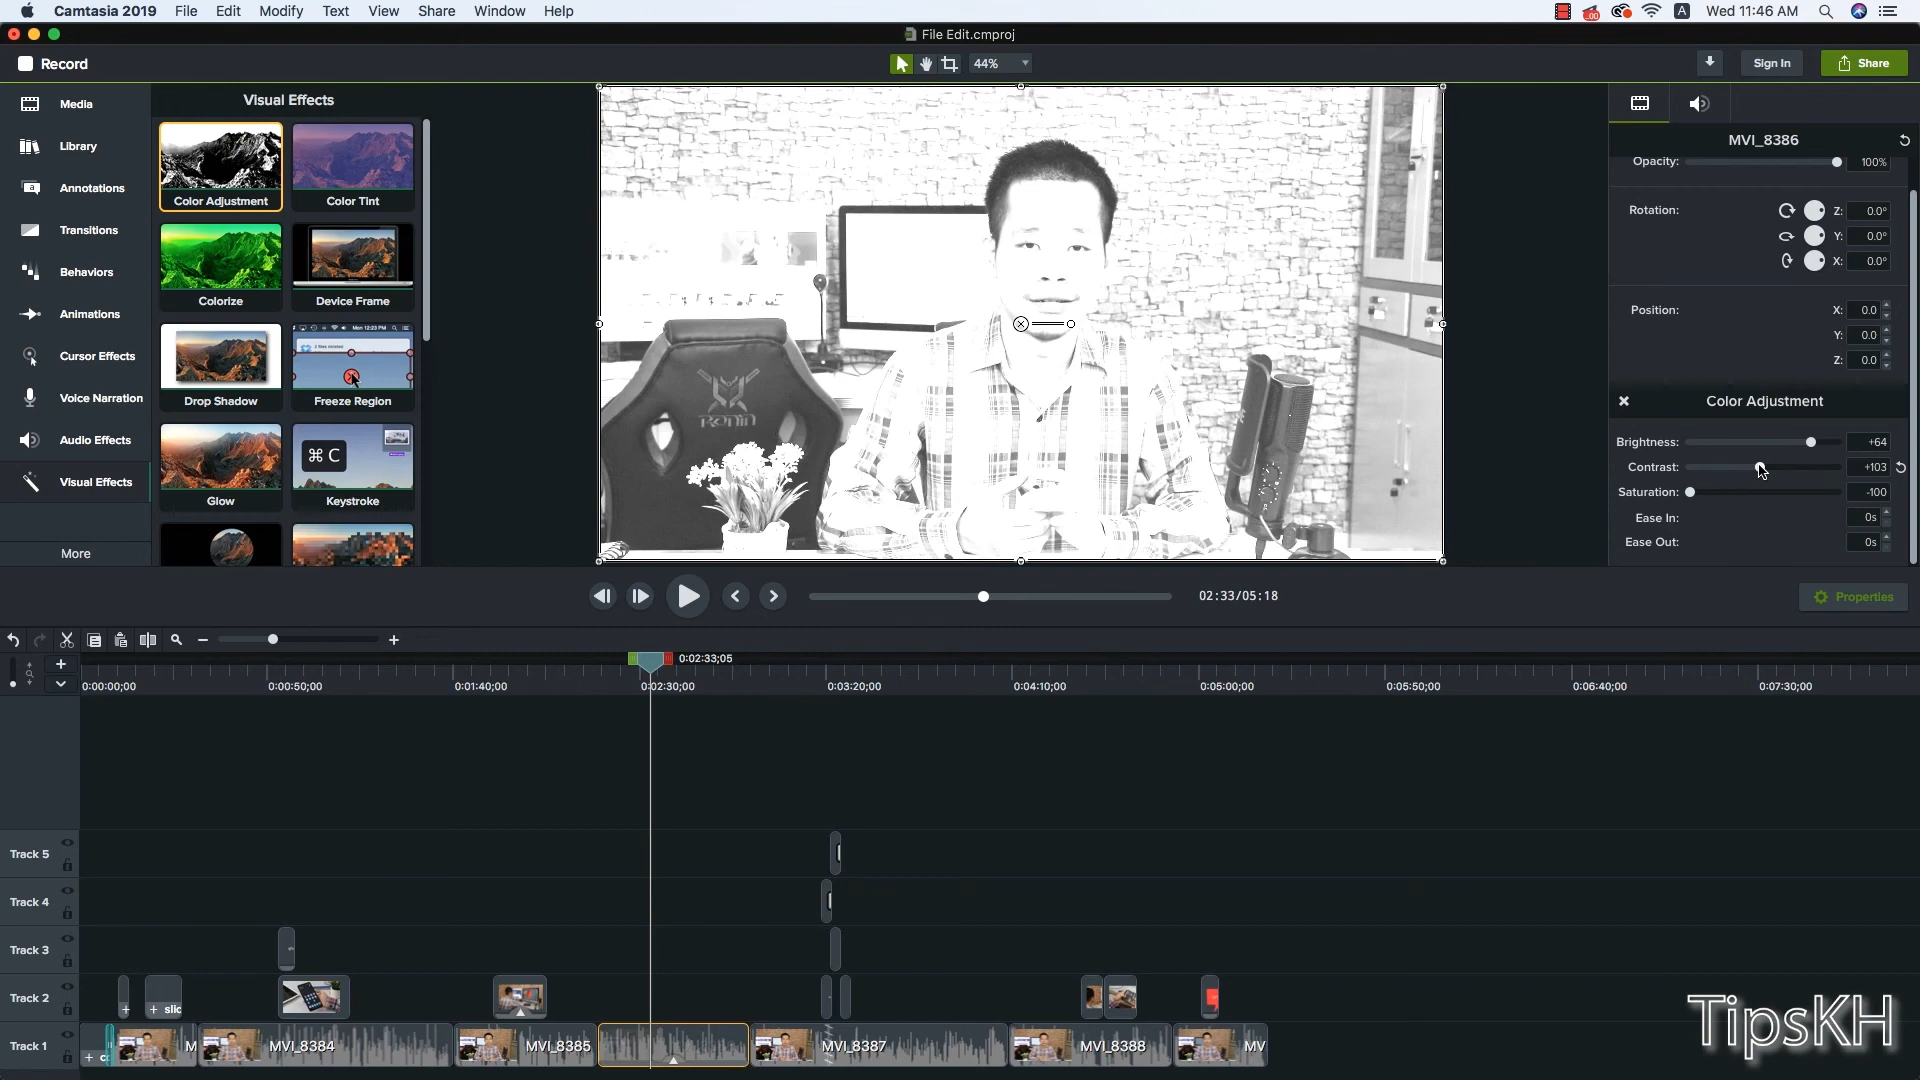 Camtasia 2019 File Edit Modify Text View Share Window Help
A Wed 11:46 AM
File Edit.cmproj
Record
44%
Sign In
Share
Media
Library
Annotations
Transitions
Behaviors
Animations
Cursor Effects
Voice Narration
Audio Effects
Visual Effects
More
Visual Effects
Color Adjustment
Color Tint
Colorize
Device Frame
Drop Shadow
Freeze Region
Glow
⌘ C
Keystroke
RONIN
MVI_8386
Opacity: 100%
Rotation: Z: 0.0°
Y: 0.0°
X: 0.0°
Position: X: 0.0
Y: 0.0
Z: 0.0
Color Adjustment
Brightness: +64
Contrast: +103
Saturation: -100
Ease In: 0s
Ease Out: 0s
02:33/05:18
Properties
0:02:33;05
0:00:00;00 0:00:50;00 0:01:40;00 0:02:30;00 0:03:20;00 0:04:10;00 0:05:00;00 0:05:50;00 0:06:40;00 0:07:30;00
Track 5
Track 4
Track 3
Track 2
+ slic
Track 1
M
MVI_8384
MVI_8385
MVI_8387
MVI_8388
MV
TipsKH